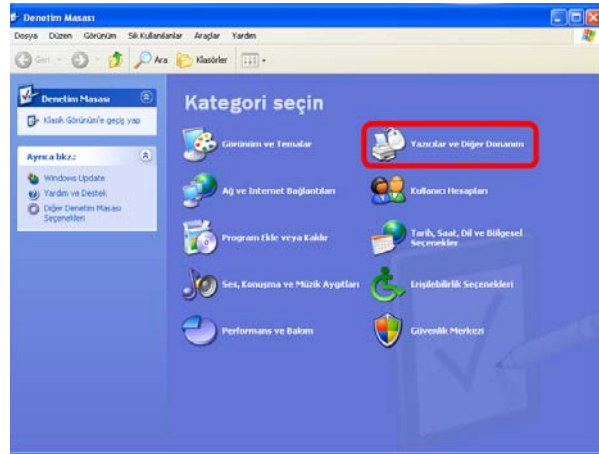 Denetim Masası
Dosya Düzen Görünüm Sık Kullanılanlar Araçlar Yardım
Geri Ara Klasörler
Denetim Masası
Klasik Görünüm'e geçiş yap
Ayrıca bkz.:
Windows Update
Yardım ve Destek
Diğer Denetim Masası
Seçenekleri
Kategori seçin
Görünüm ve Temalar
Yazıcılar ve Diğer Donanım
Ağ ve Internet Bağlantıları
Kullanıcı Hesapları
Program Ekle veya Kaldır
Tarih, Saat, Dil ve Bölgesel
Seçenekler
Ses, Konuşma ve Müzik Aygıtları
Erişilebilirlik Seçenekleri
Performans ve Bakım
Güvenlik Merkezi